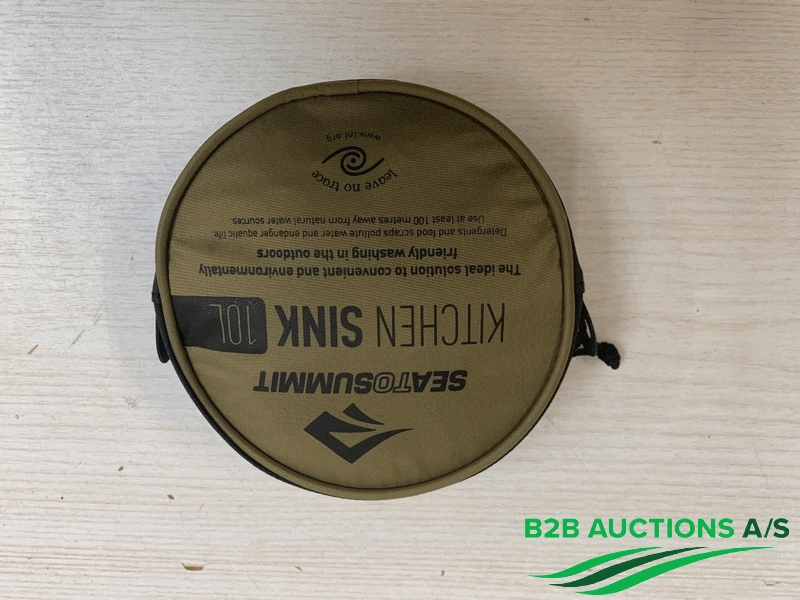 SEATOSUMMIT
KITCHEN SINK 10L
The ideal solution to convenient and environmentally
friendly washing in the outdoors
Detergents and food scraps pollute water and endanger aquatic life.
Use at least 100 metres away from natural water sources.
leave no trace
www.lnt.org
B2B AUCTIONS A/S